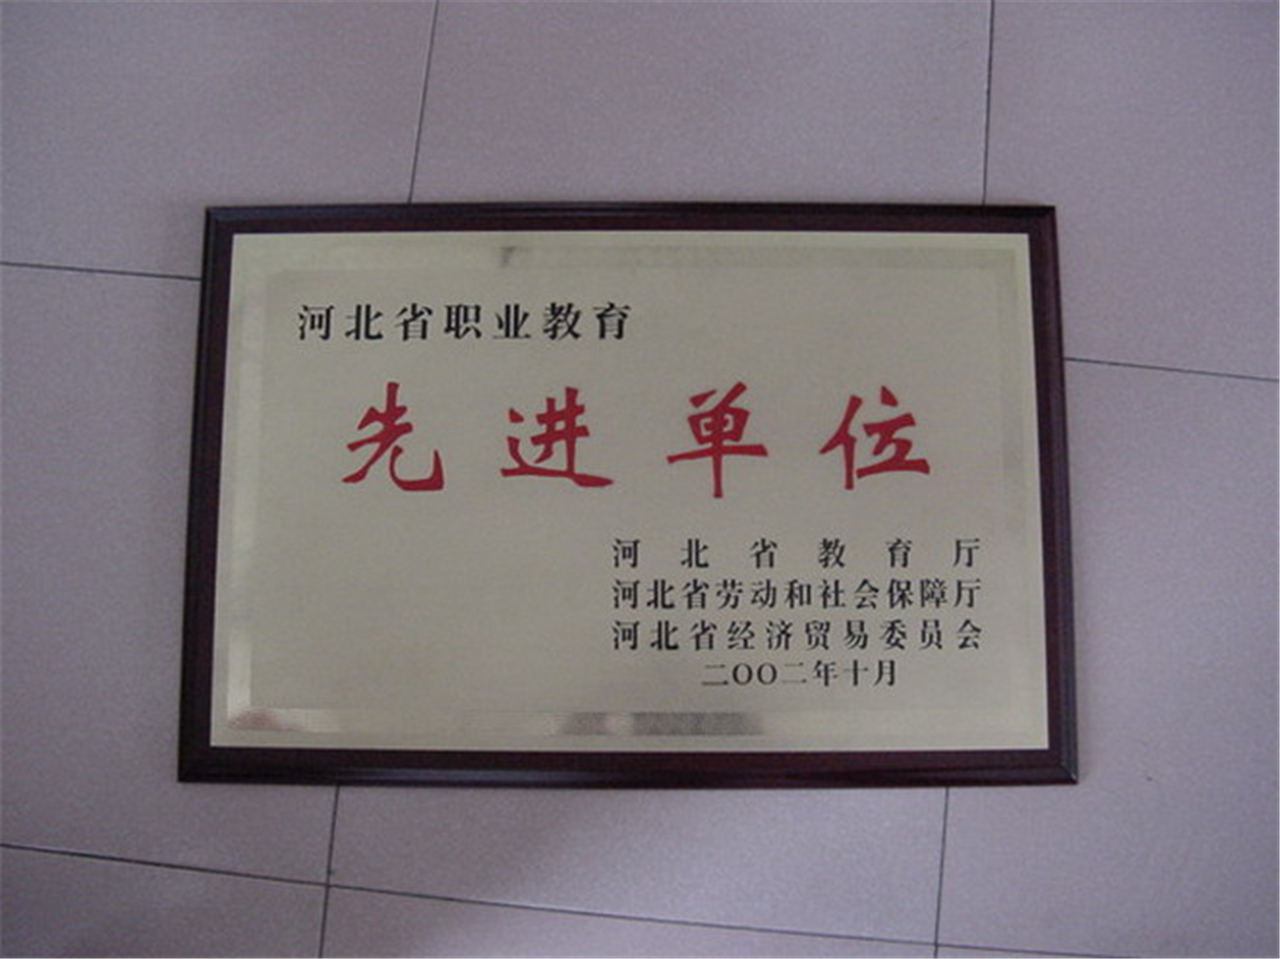 河北省职业教育
先进单位
河北省教育厅
河北省劳动和社会保障厅
河北省经济贸易委员会
二〇〇二年十月